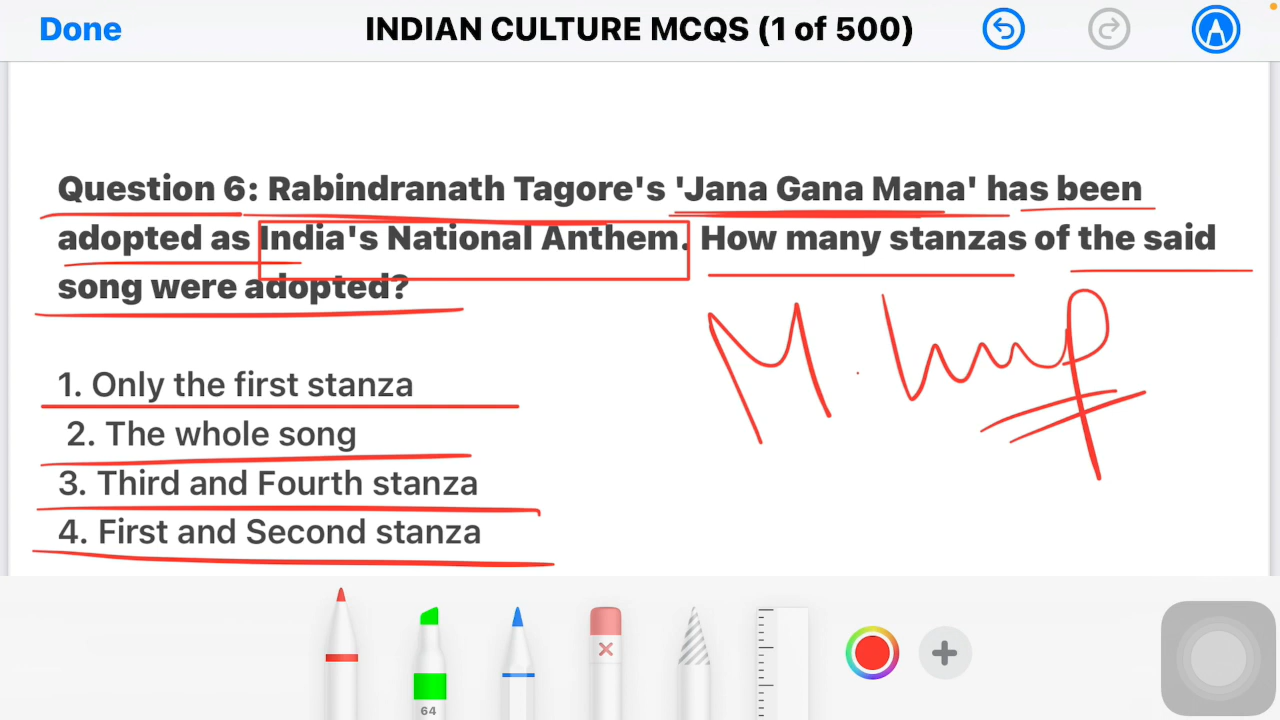 Done INDIAN CULTURE MCQS (1 of 500)
Question 6: Rabindranath Tagore's 'Jana Gana Mana' has been
adopted as India's National Anthem. How many stanzas of the said
song were adopted?
1. Only the first stanza
2. The whole song
3. Third and Fourth stanza
4. First and Second stanza
64